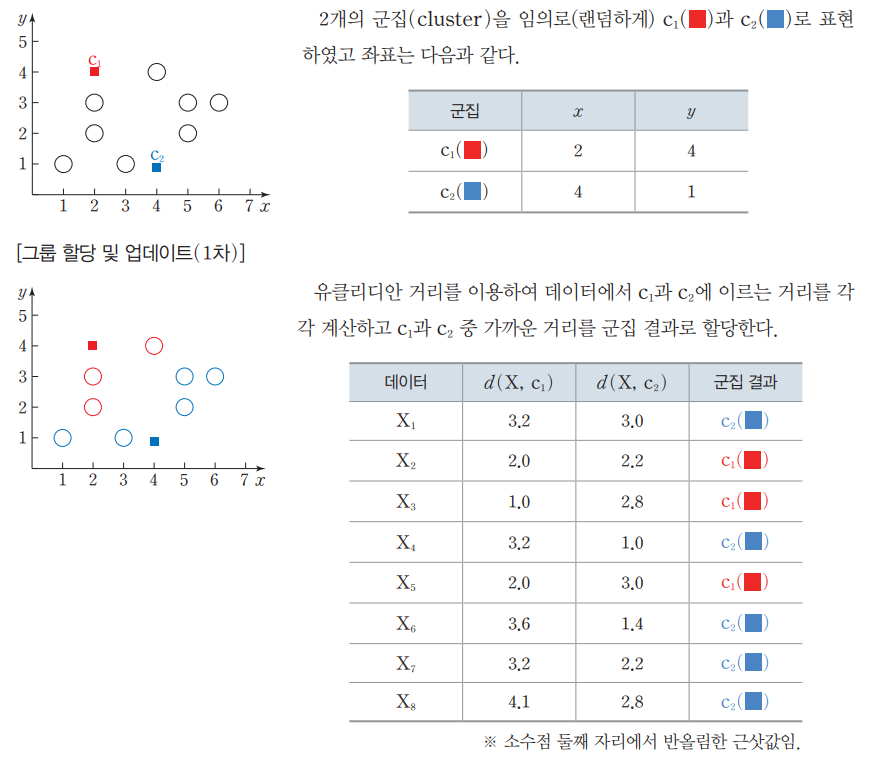 2개의 군집(cluster)을 임의로(랜덤하게) c₁(■)과 c₂(■)로 표현
하였고 좌표는 다음과 같다.
y
5
4
3
2
1
c₁
c₂
1 2 3 4 5 6 7 x
군집 x y
c₁(■) 2 4
c₂(■) 4 1
[그룹 할당 및 업데이트(1차)]
y
5
4
3
2
1
1 2 3 4 5 6 7 x
유클리디안 거리를 이용하여 데이터에서 c₁과 c₂에 이르는 거리를 각
각 계산하고 c₁과 c₂ 중 가까운 거리를 군집 결과로 할당한다.
데이터 d(X, c₁) d(X, c₂) 군집 결과
X₁ 3.2 3.0 c₂(■)
X₂ 2.0 2.2 c₁(■)
X₃ 1.0 2.8 c₁(■)
X₄ 3.2 1.0 c₂(■)
X₅ 2.0 3.0 c₁(■)
X₆ 3.6 1.4 c₂(■)
X₇ 3.2 2.2 c₂(■)
X₈ 4.1 2.8 c₂(■)
※ 소수점 둘째 자리에서 반올림한 근삿값임.